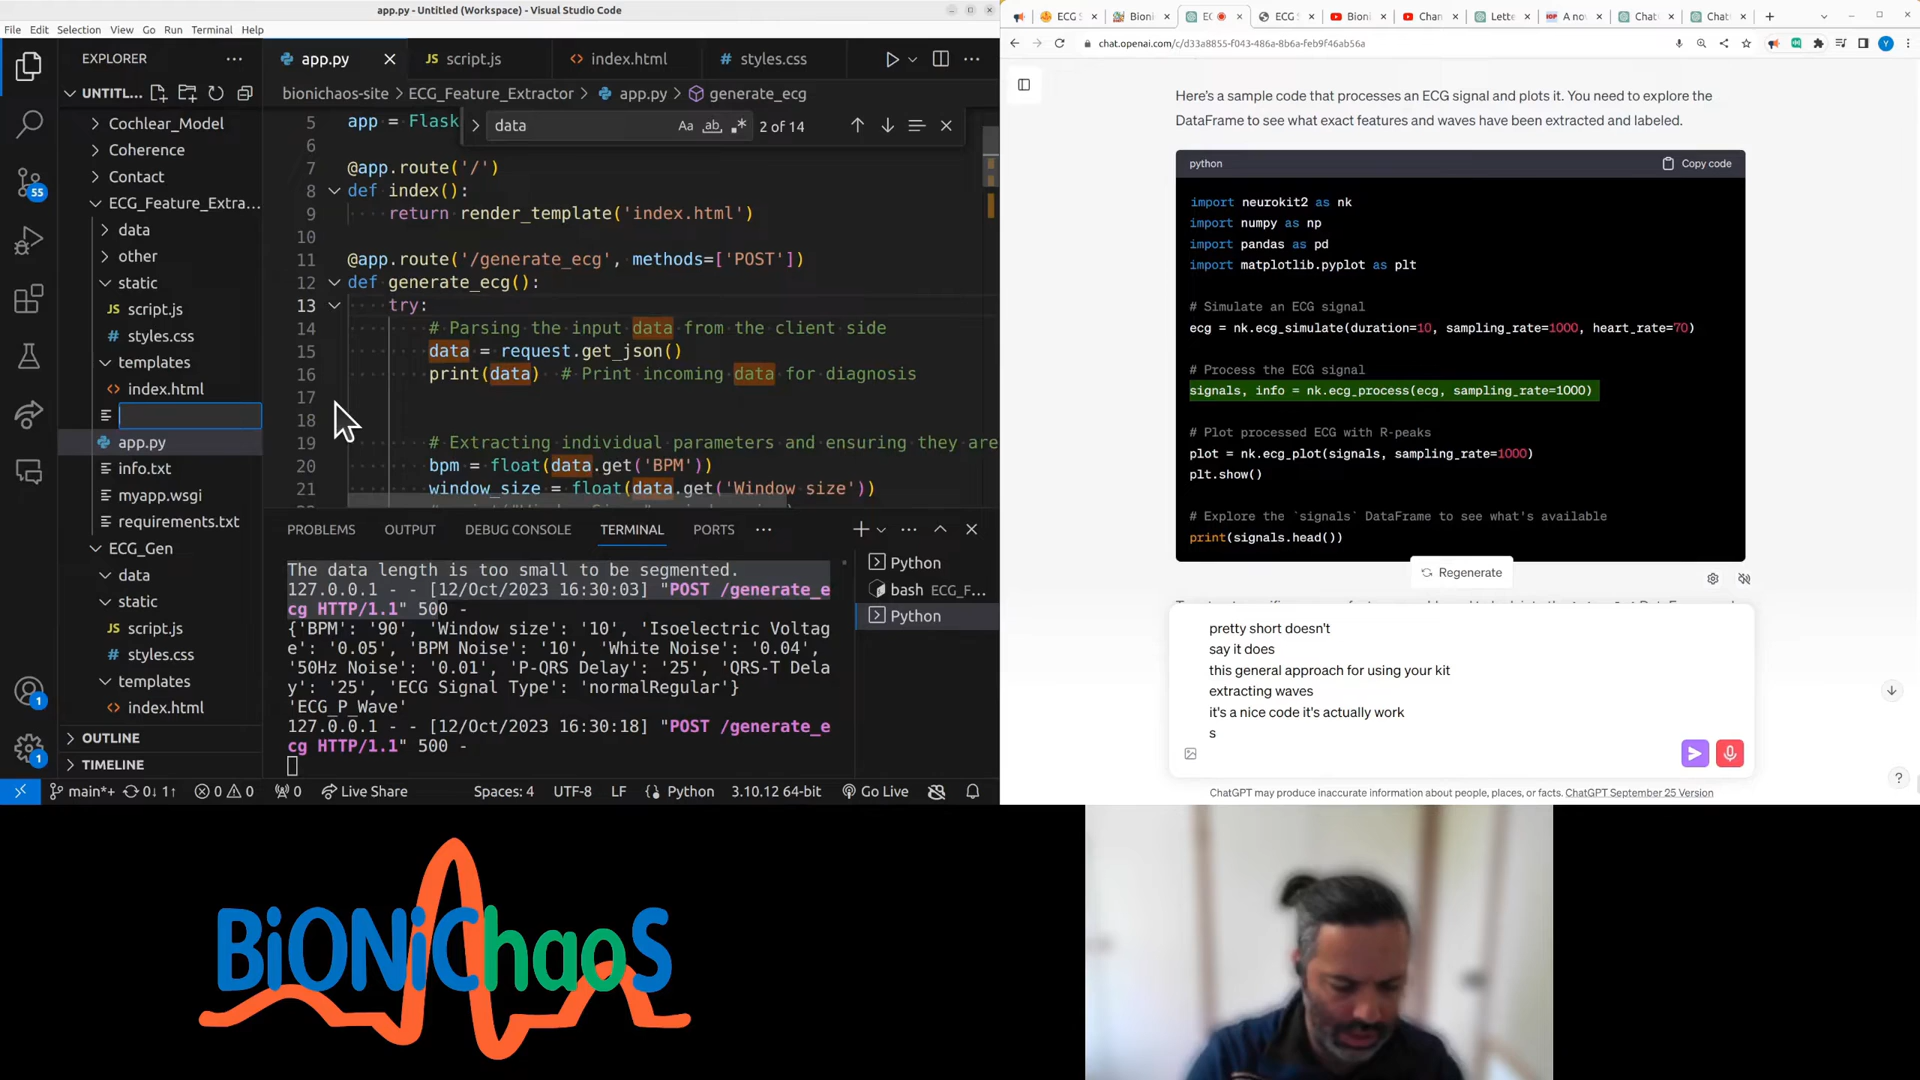 app.py - Untitled (Workspace) - Visual Studio Code
File Edit Selection View Go Run Terminal Help
EXPLORER
UNTITL...
Cochlear_Model
Coherence
Contact
ECG_Feature_Extra...
data
other
static
JS script.js
# styles.css
templates
<> index.html
app.py
info.txt
myapp.wsgi
requirements.txt
ECG_Gen
data
static
JS script.js
# styles.css
templates
<> index.html
OUTLINE
TIMELINE
55
1
1
app.py
JS script.js
<> index.html
# styles.css
bionichaos-site > ECG_Feature_Extractor > app.py > generate_ecg
data
Aa ab
2 of 14
5 app = Flask
6
7 @app.route('/')
8 def index():
9 return render_template('index.html')
10
11 @app.route('/generate_ecg', methods=['POST'])
12 def generate_ecg():
13 try:
14 # Parsing the input data from the client side
15 data = request.get_json()
16 print(data) # Print incoming data for diagnosis
17
18
19 # Extracting individual parameters and ensuring they are
20 bpm = float(data.get('BPM'))
21 window_size = float(data.get('Window size'))
PROBLEMS OUTPUT DEBUG CONSOLE TERMINAL PORTS
The data length is too small to be segmented.
127.0.0.1 - - [12/Oct/2023 16:30:03] "POST /generate_e
cg HTTP/1.1" 500 -
{'BPM': '90', 'Window size': '10', 'Isoelectric Voltag
e': '0.05', 'BPM Noise': '10', 'White Noise': '0.04',
'50Hz Noise': '0.01', 'P-QRS Delay': '25', 'QRS-T Dela
y': '25', 'ECG Signal Type': 'normalRegular'}
'ECG_P_Wave'
127.0.0.1 - - [12/Oct/2023 16:30:18] "POST /generate_e
cg HTTP/1.1" 500 -
Python
bash ECG_F...
Python
main*+ 0↓ 1↑ 0 0 0 Live Share Spaces: 4 UTF-8 LF Python 3.10.12 64-bit Go Live
ECG S
Bioni
EC
ECG
Bioni
Chan
Lette
IOP A no
Chat
Chat
chat.openai.com/c/d33a8855-f043-486a-8b6a-feb9f46ab56a
Y
Here's a sample code that processes an ECG signal and plots it. You need to explore the
DataFrame to see what exact features and waves have been extracted and labeled.
python
Copy code
import neurokit2 as nk
import numpy as np
import pandas as pd
import matplotlib.pyplot as plt
# Simulate an ECG signal
ecg = nk.ecg_simulate(duration=10, sampling_rate=1000, heart_rate=70)
# Process the ECG signal
signals, info = nk.ecg_process(ecg, sampling_rate=1000)
# Plot processed ECG with R-peaks
plot = nk.ecg_plot(signals, sampling_rate=1000)
plt.show()
# Explore the `signals` DataFrame to see what's available
print(signals.head())
Regenerate
pretty short doesn't
say it does
this general approach for using your kit
extracting waves
it's a nice code it's actually work
s
?
ChatGPT may produce inaccurate information about people, places, or facts. ChatGPT September 25 Version
BiONiChaoS